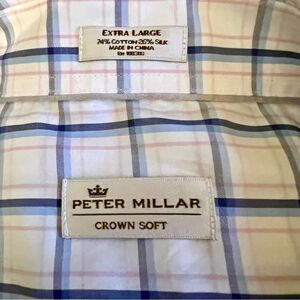 EXTRA LARGE
74% COTTON 26% SILK
MADE IN CHINA
PETER MILLAR
CROWN SOFT